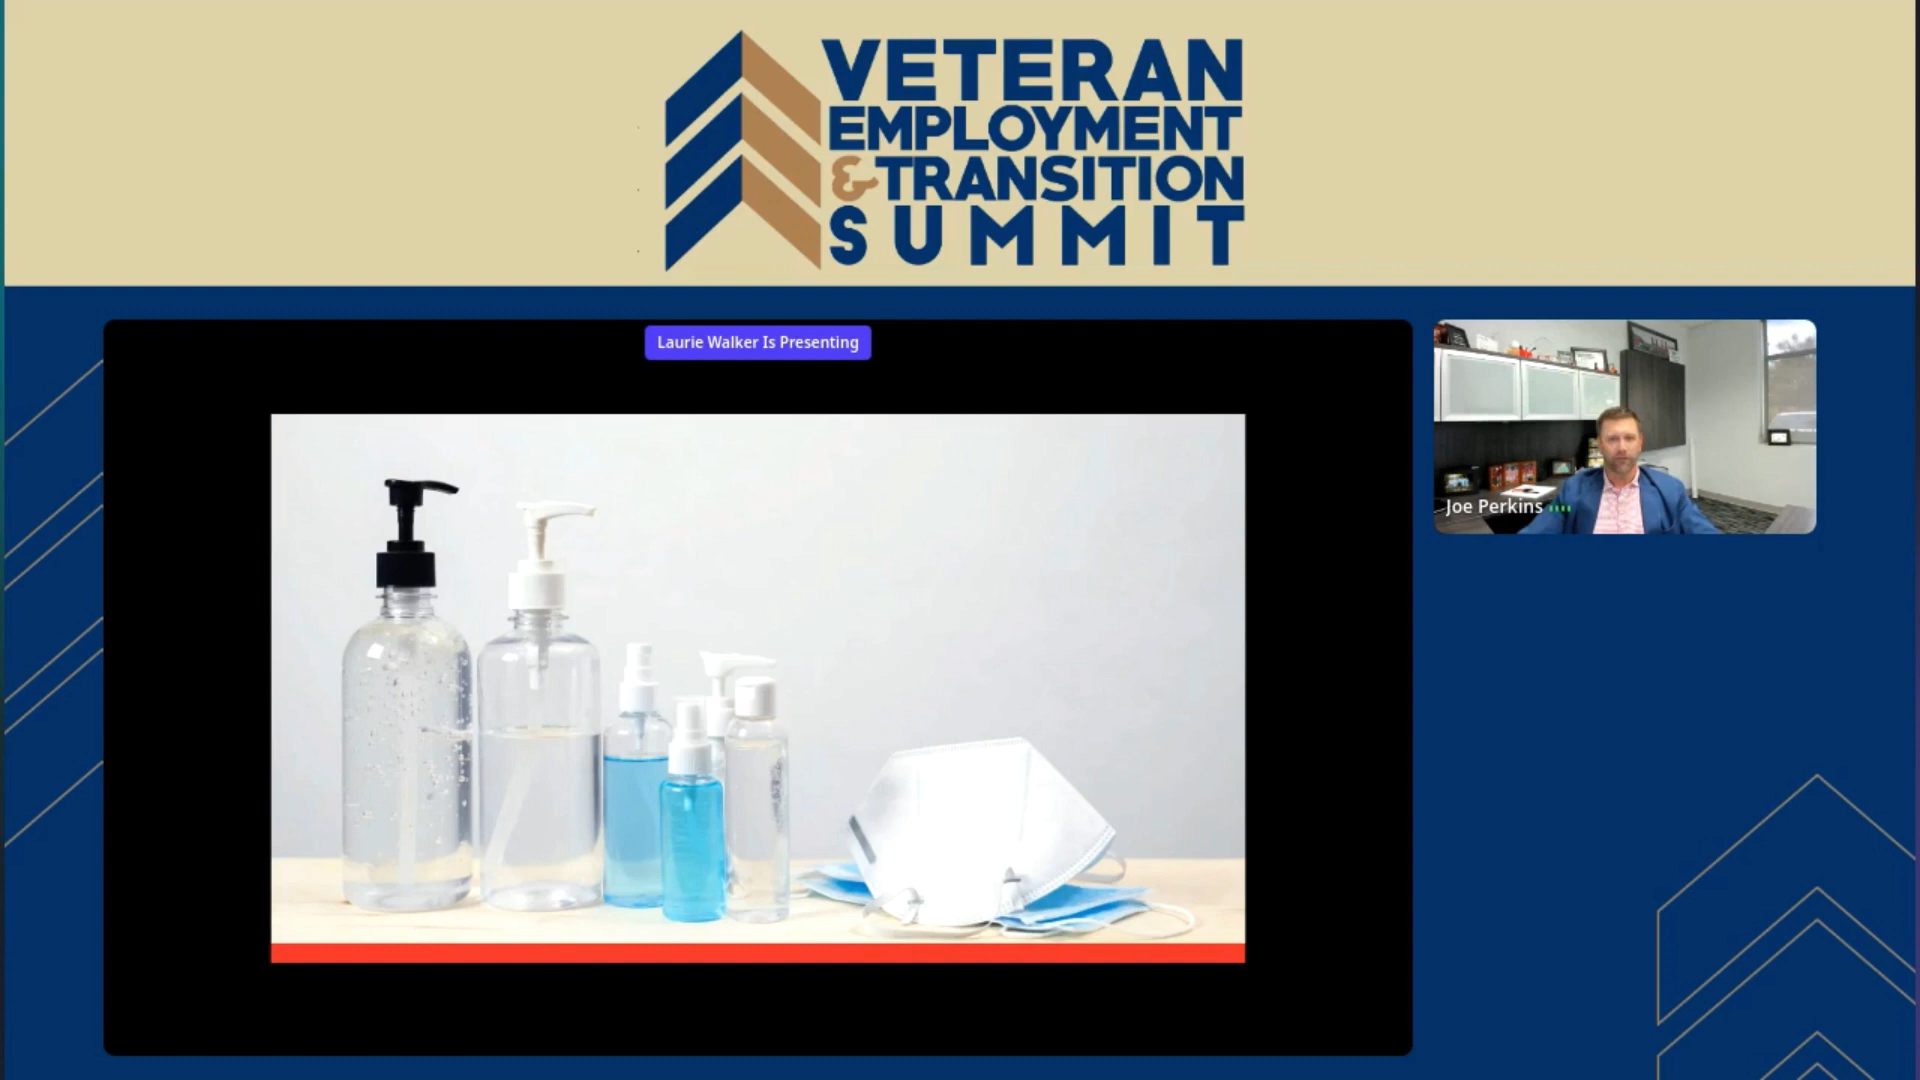 VETERAN
EMPLOYMENT
& TRANSITION
SUMMIT
Laurie Walker Is Presenting
Joe Perkins